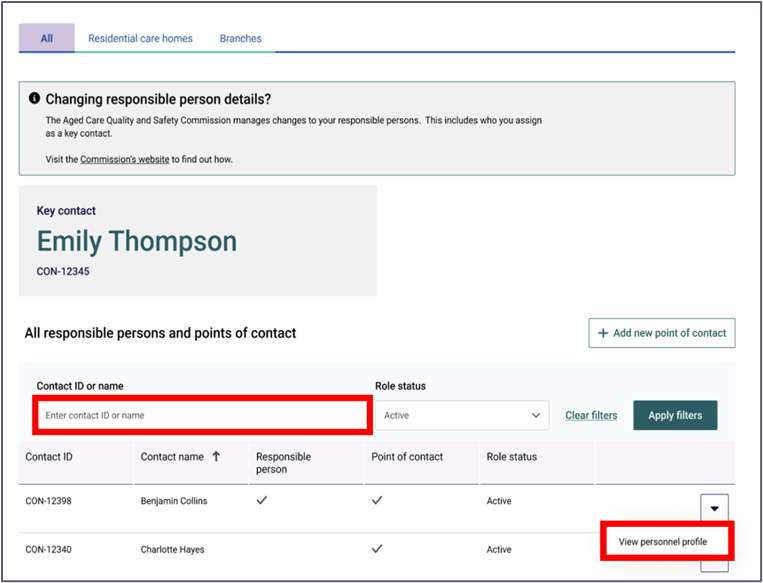 All Residential care homes Branches
Changing responsible person details?
The Aged Care Quality and Safety Commission manages changes to your responsible persons. This includes who you assign
as a key contact.
Visit the Commission's website to find out how.
Key contact
Emily Thompson
CON-12345
All responsible persons and points of contact
+ Add new point of contact
Contact ID or name Role status
Enter contact ID or name Active Clear filters Apply filters
Contact ID Contact name ↑ Responsible Point of contact Role status
person
CON-12398 Benjamin Collins ✓ ✓ Active
View personnel profile
CON-12340 Charlotte Hayes ✓ Active